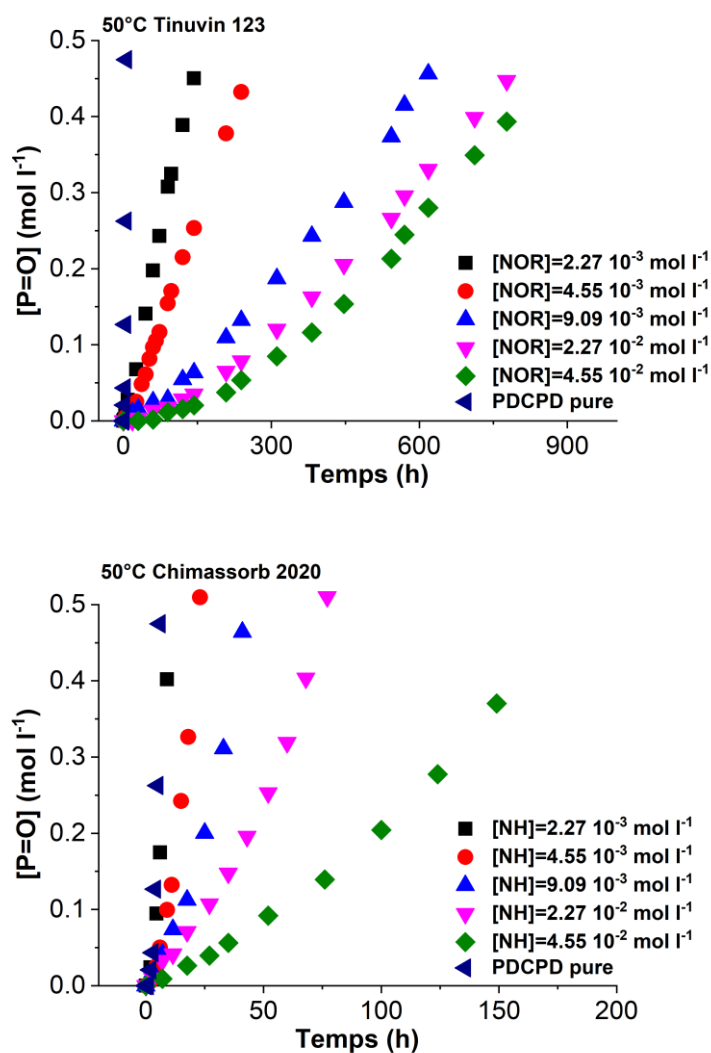 50°C Tinuvin 123
0.5
0.4
0.3
0.2
0.1
0.0
[P=O] (mol l⁻¹)
[NOR]=2.27 10⁻³ mol l⁻¹
[NOR]=4.55 10⁻³ mol l⁻¹
[NOR]=9.09 10⁻³ mol l⁻¹
[NOR]=2.27 10⁻² mol l⁻¹
[NOR]=4.55 10⁻² mol l⁻¹
PDCPD pure
0 300 600 900
Temps (h)
50°C Chimassorb 2020
0.5
0.4
0.3
0.2
0.1
0.0
[P=O] (mol l⁻¹)
[NH]=2.27 10⁻³ mol l⁻¹
[NH]=4.55 10⁻³ mol l⁻¹
[NH]=9.09 10⁻³ mol l⁻¹
[NH]=2.27 10⁻² mol l⁻¹
[NH]=4.55 10⁻² mol l⁻¹
PDCPD pure
0 50 100 150 200
Temps (h)